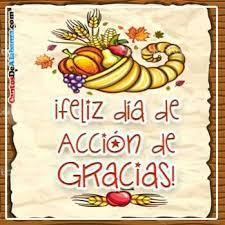 ¡Feliz día de
Acción de
Gracias!